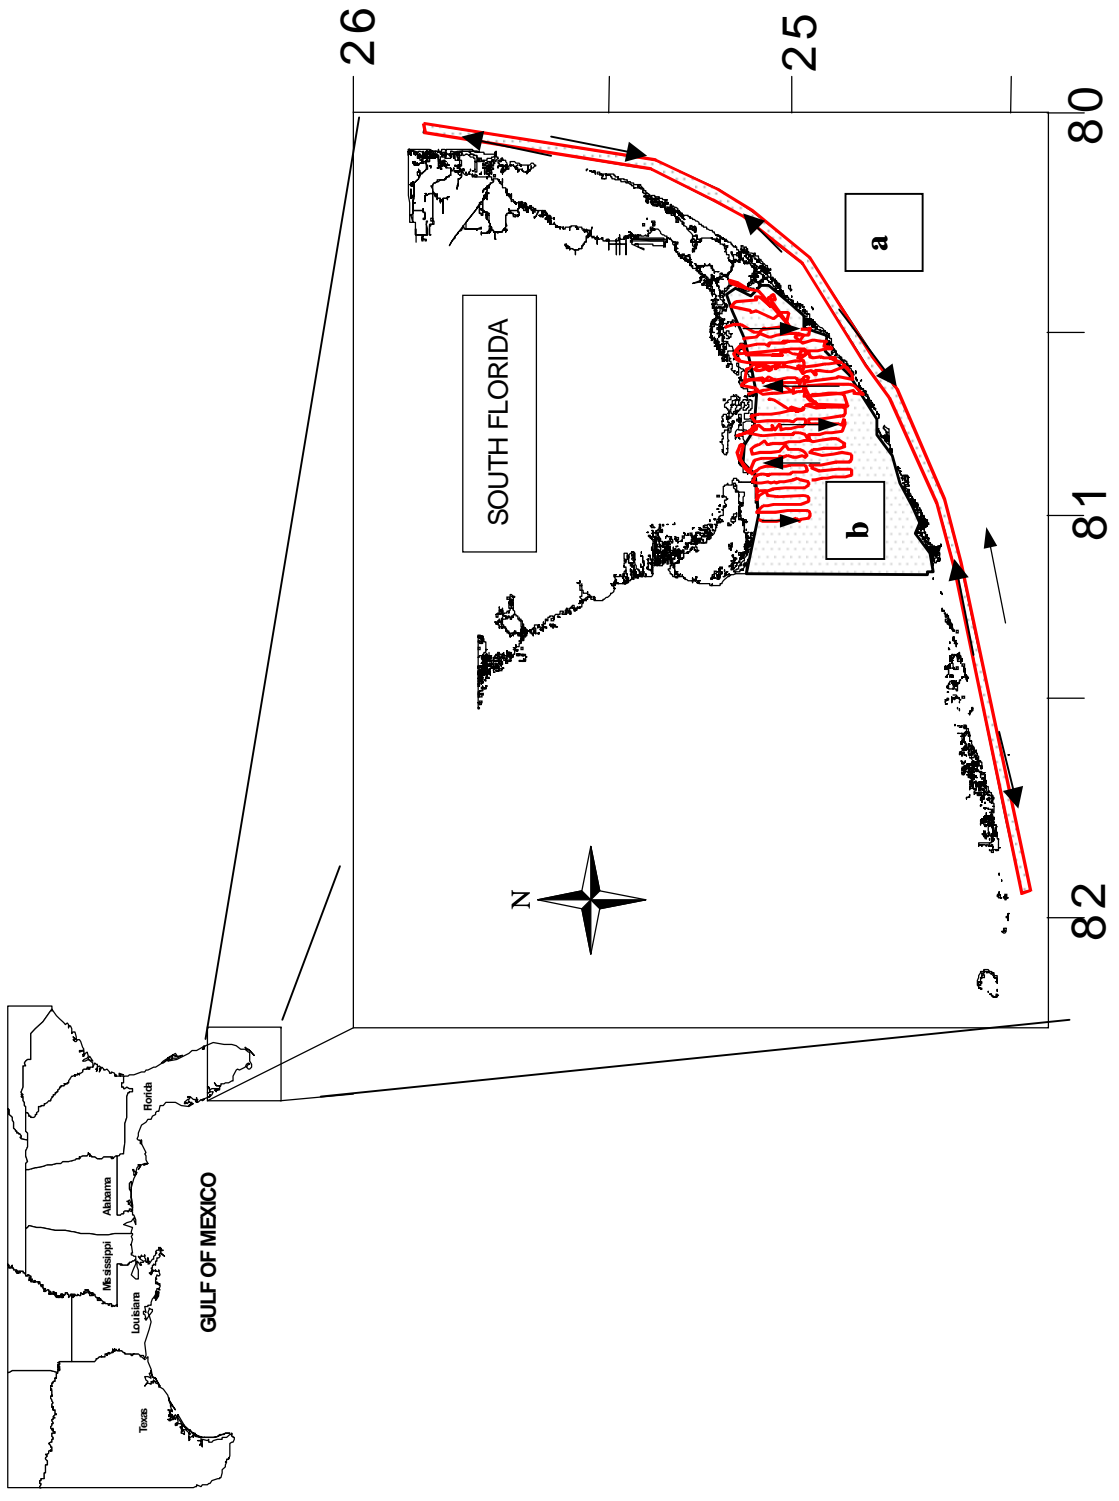 26
25
80
81
82
SOUTH FLORIDA
a
b
N
Florida
Alabama
Mississippi
Louisiana
Texas
GULF OF MEXICO